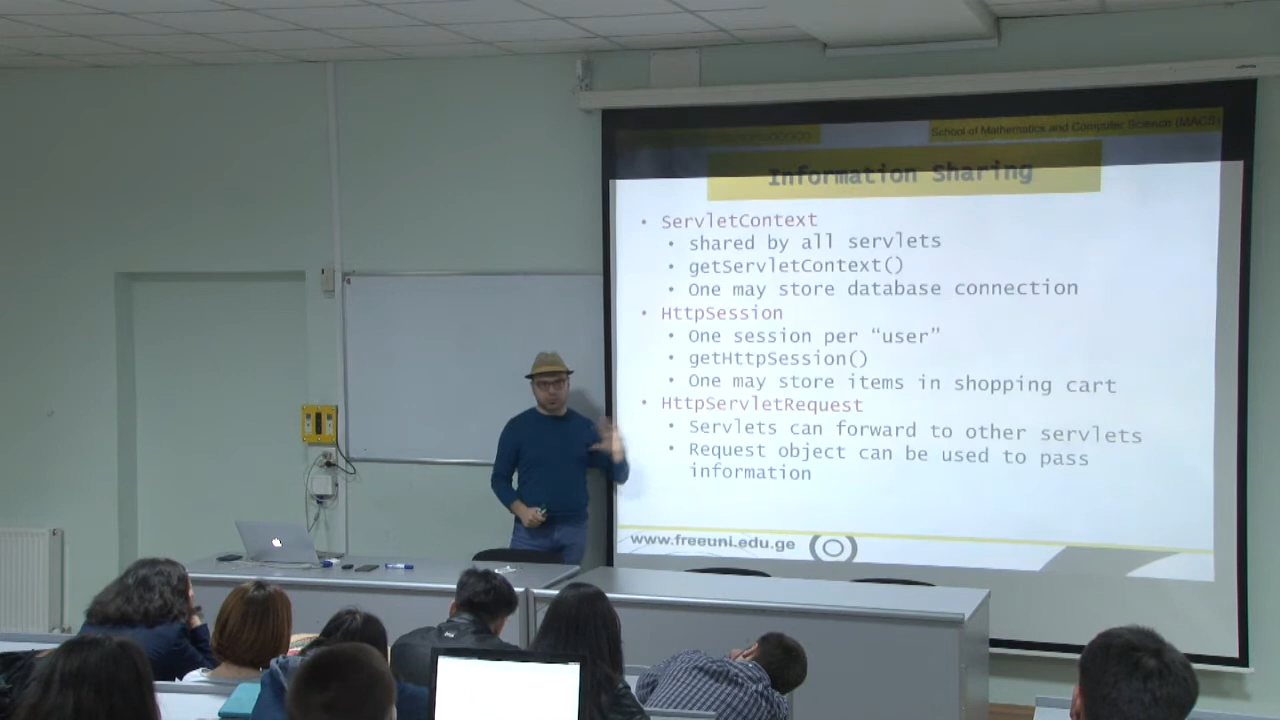 School of Mathematics and Computer Science (MACS)
Information Sharing
• ServletContext
• shared by all servlets
• getServletContext()
• One may store database connection
• HttpSession
• One session per “user”
• getHttpSession()
• One may store items in shopping cart
• HttpServletRequest
• Servlets can forward to other servlets
• Request object can be used to pass
information
www.freeuni.edu.ge